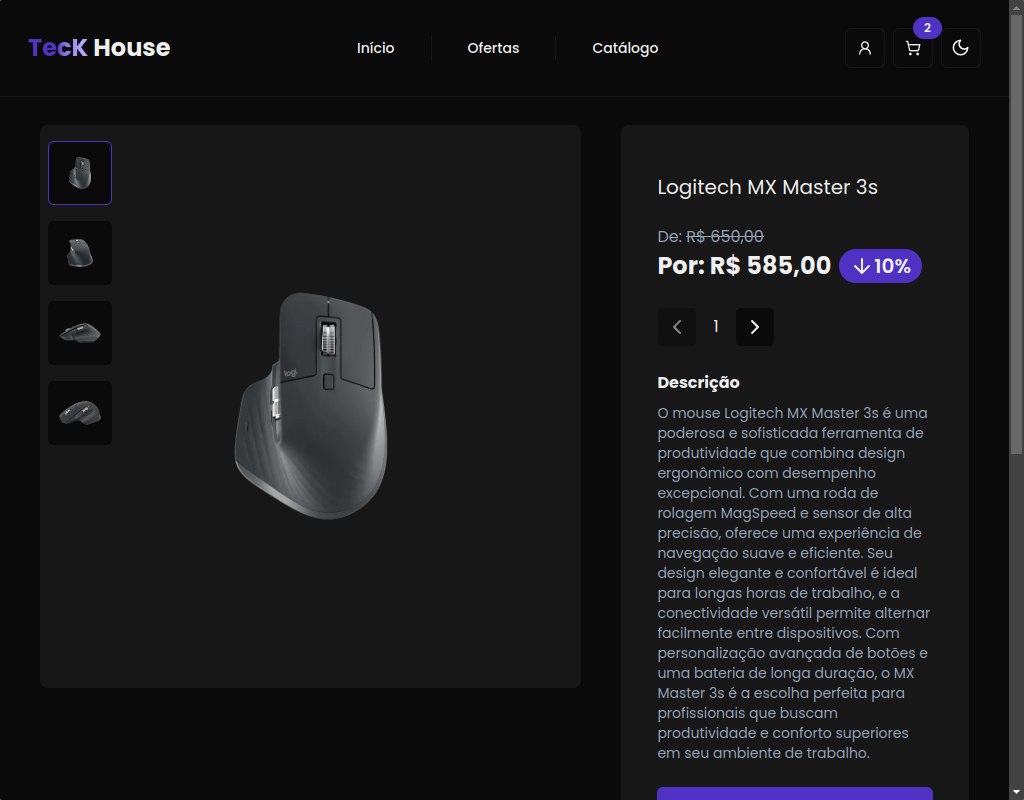 TecK House
Início
Ofertas
Catálogo
2
logi
Logitech MX Master 3s
De: R$ 650,00
Por: R$ 585,00
10%
1
Descrição
O mouse Logitech MX Master 3s é uma
poderosa e sofisticada ferramenta de
produtividade que combina design
ergonômico com desempenho
excepcional. Com uma roda de
rolagem MagSpeed e sensor de alta
precisão, oferece uma experiência de
navegação suave e eficiente. Seu
design elegante e confortável é ideal
para longas horas de trabalho, e a
conectividade versátil permite alternar
facilmente entre dispositivos. Com
personalização avançada de botões e
uma bateria de longa duração, o MX
Master 3s é a escolha perfeita para
profissionais que buscam
produtividade e conforto superiores
em seu ambiente de trabalho.